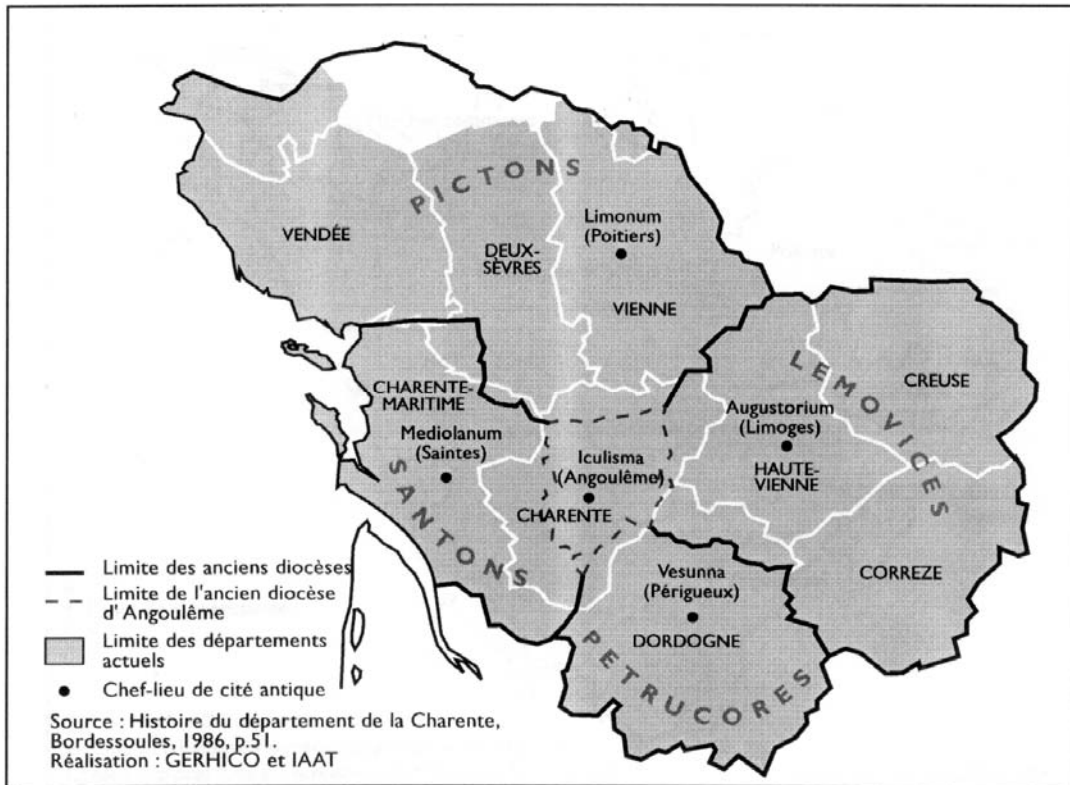 PICTONS
VENDÉE
DEUX-
SÈVRES
Limonum
(Poitiers)
VIENNE
LEMOVICES
CREUSE
CHARENTE-
MARITIME
Mediolanum
(Saintes)
SANTONS
Iculisma
(Angoulême)
CHARENTE
Augustorium
(Limoges)
HAUTE-
VIENNE
CORREZE
Vesunna
(Périgueux)
DORDOGNE
PETRUCORES
Limite des anciens diocèses
Limite de l'ancien diocèse
d'Angoulême
Limite des départements
actuels
Chef-lieu de cité antique
Source : Histoire du département de la Charente,
Bordessoules, 1986, p.51.
Réalisation : GERHICO et IAAT